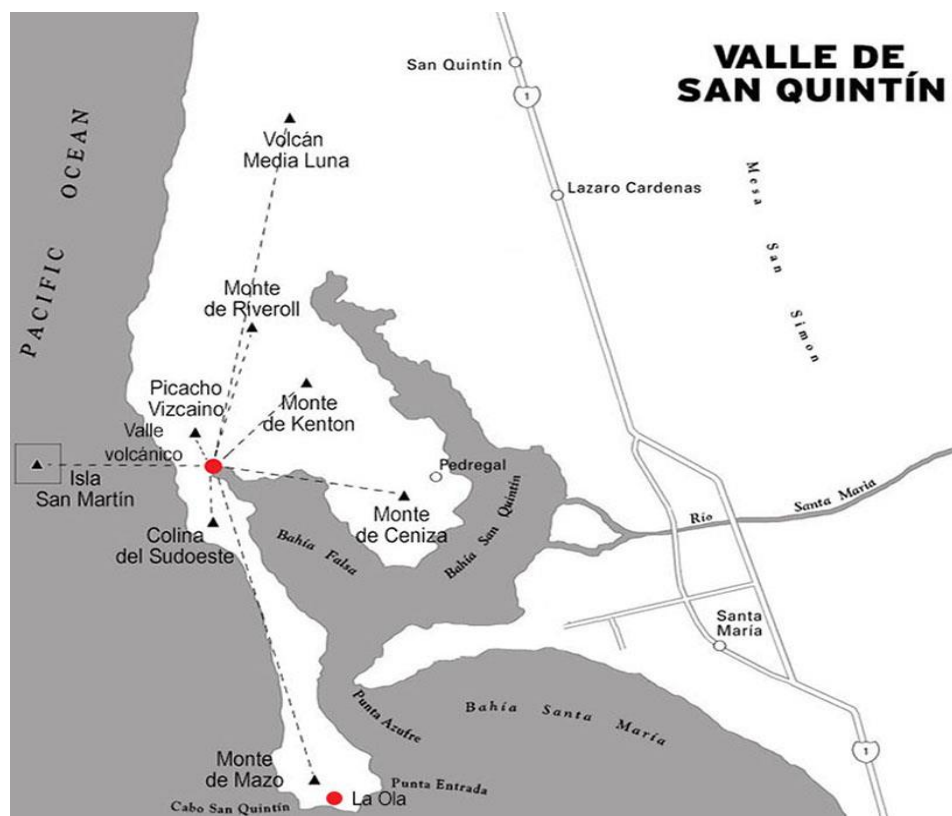 VALLE DE
SAN QUINTÍN
San Quintín
1
PACIFIC OCEAN
Volcán
Media Luna
Lazaro Cardenas
Mesa San Simon
Monte
de Riveroll
Picacho
Vizcaino
Monte
de Kenton
Valle
volcánico
Pedregal
Isla
San Martín
Monte
de Ceniza
Bahía San Quintín
Río Santa Maria
Colina
del Sudoeste
Bahía Falsa
Santa
María
Punta Azufre
Bahía Santa María
1
Monte
de Mazo
Punta Entrada
La Ola
Cabo San Quintín